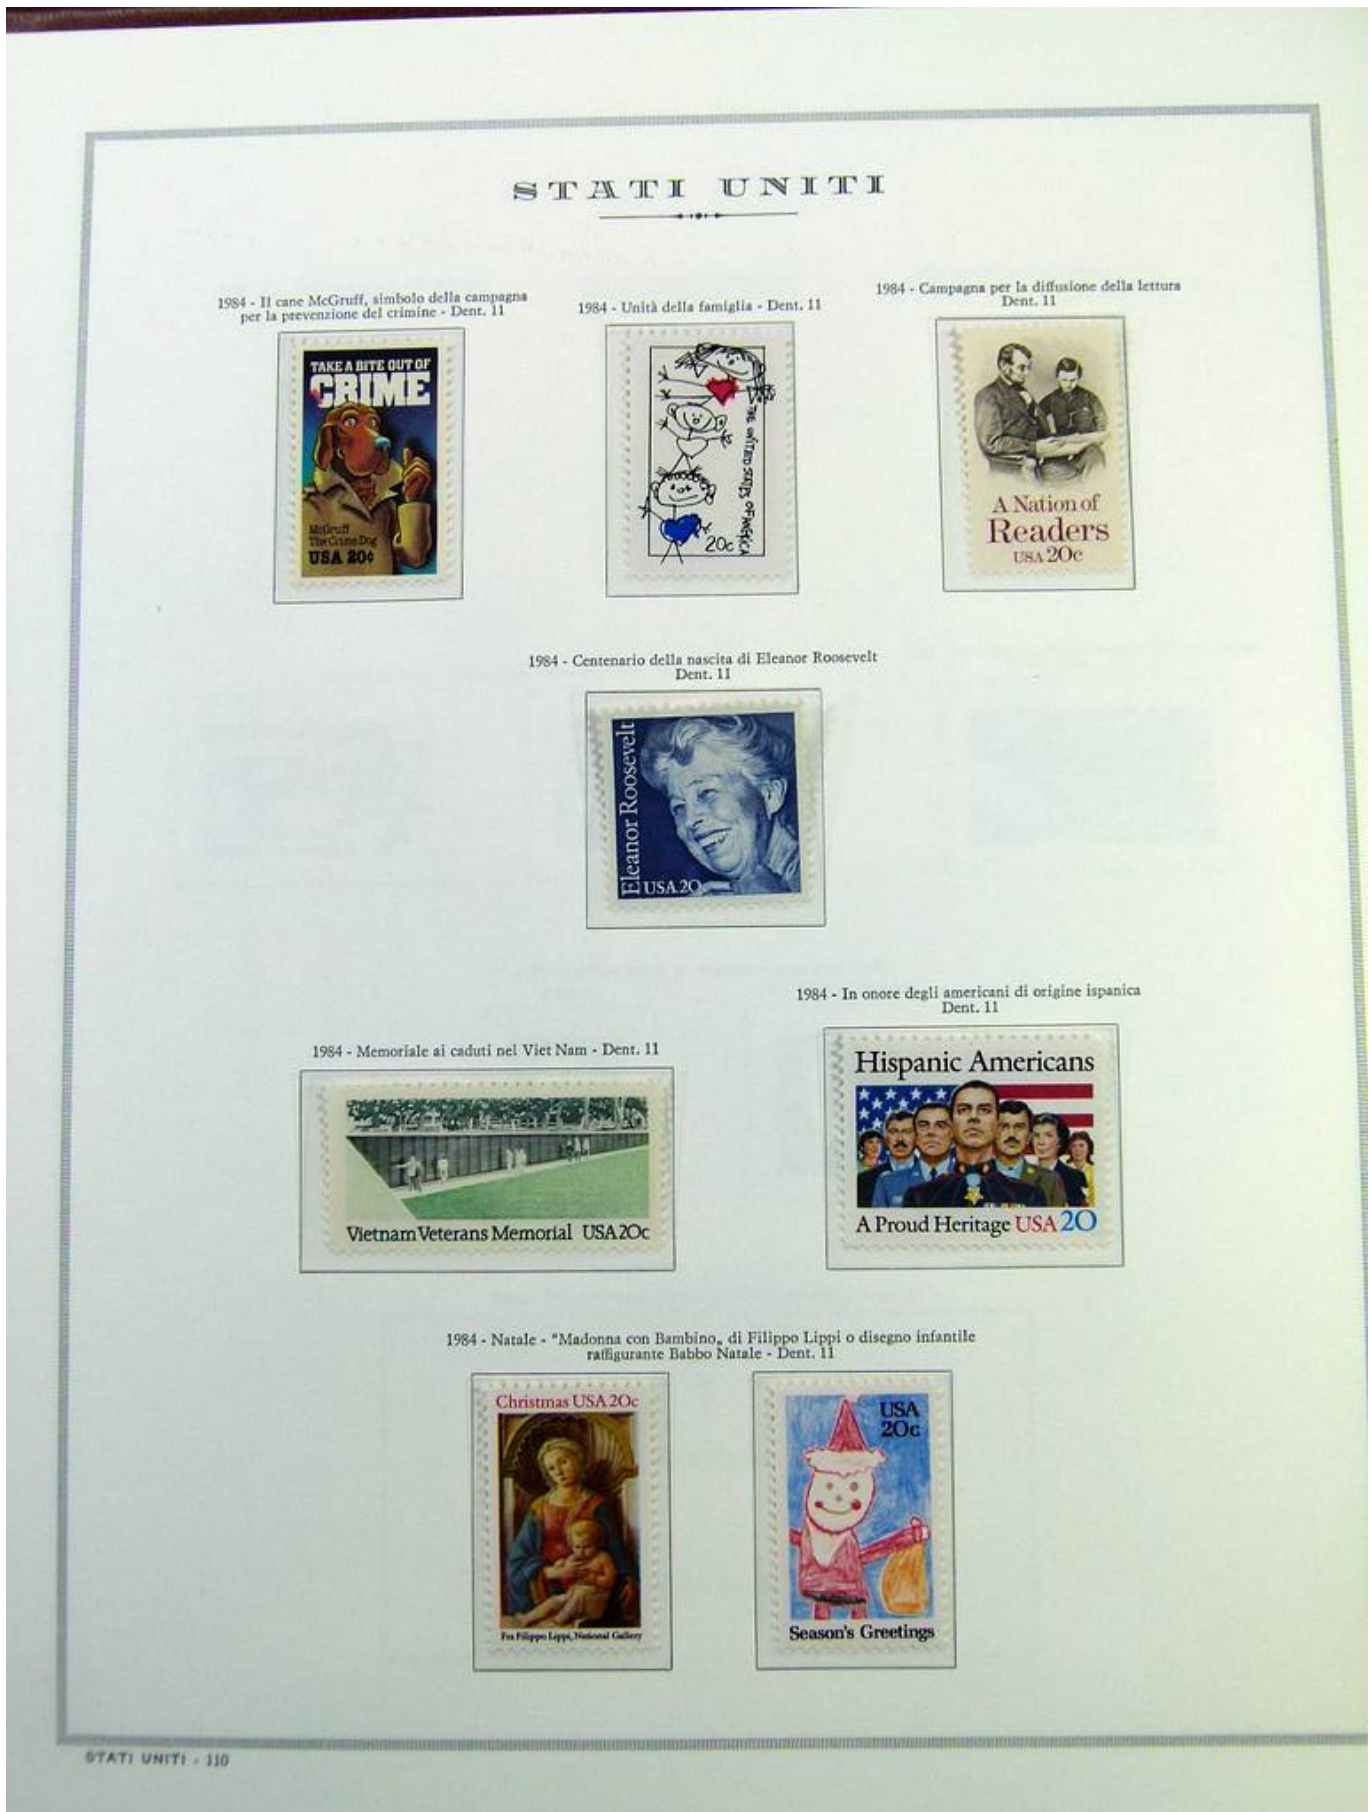 STATI UNITI
1984 - Il cane McGruff, simbolo della campagna
per la prevenzione del crimine - Dent. 11
1984 - Unità della famiglia - Dent. 11
1984 - Campagna per la diffusione della lettura
Dent. 11
TAKE A BITE OUT OF
CRIME
McGruff
The Crime Dog
USA 20¢
THE UNITED STATES OF AMERICA
20c
A Nation of
Readers
USA 20c
1984 - Centenario della nascita di Eleanor Roosevelt
Dent. 11
Eleanor Roosevelt
USA 20
1984 - Memoriale ai caduti nel Viet Nam - Dent. 11
Vietnam Veterans Memorial USA 20c
1984 - In onore degli americani di origine ispanica
Dent. 11
Hispanic Americans
A Proud Heritage USA 20
1984 - Natale - "Madonna con Bambino„ di Filippo Lippi o disegno infantile
raffigurante Babbo Natale - Dent. 11
Christmas USA 20c
Fra Filippo Lippi, National Gallery
USA
20c
Season's Greetings
STATI UNITI - 110